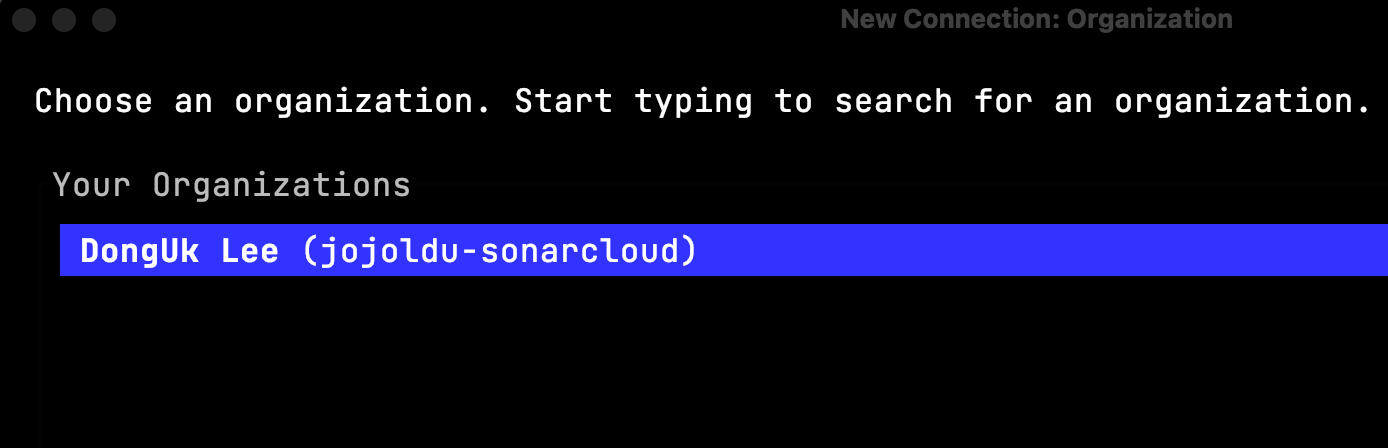 New Connection: Organization
Choose an organization. Start typing to search for an organization.
Your Organizations
DongUk Lee (jojoldu-sonarcloud)